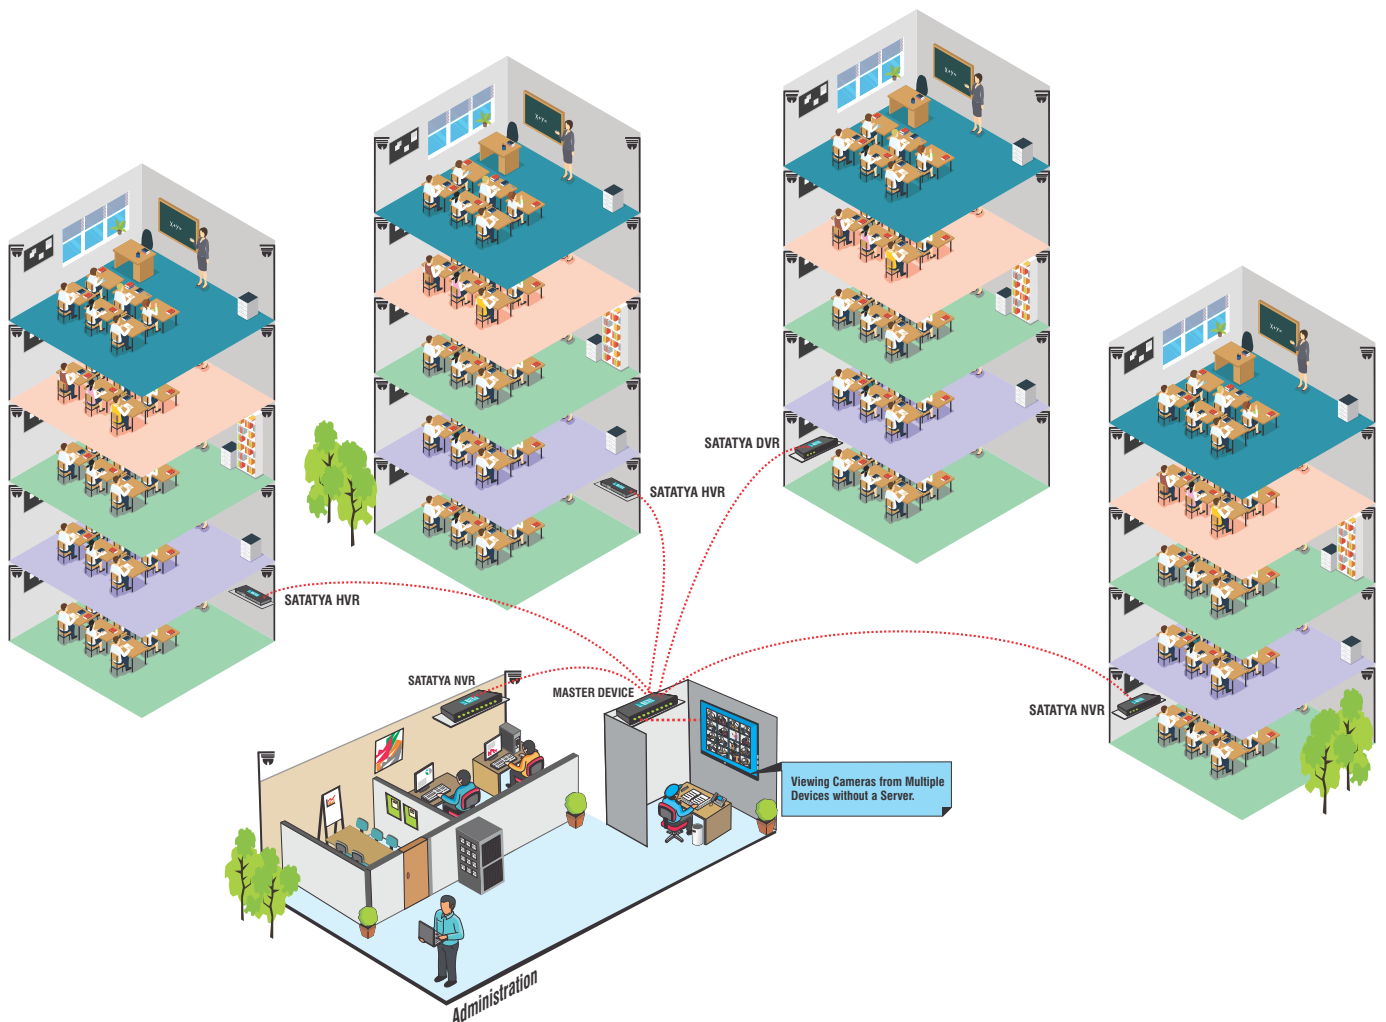 X+Y=
X+Y=
X+Y=
X+Y=
SATATYA DVR
SATATYA HVR
SATATYA HVR
SATATYA NVR
MASTER DEVICE
SATATYA NVR
Viewing Cameras from Multiple
Devices without a Server.
Administration